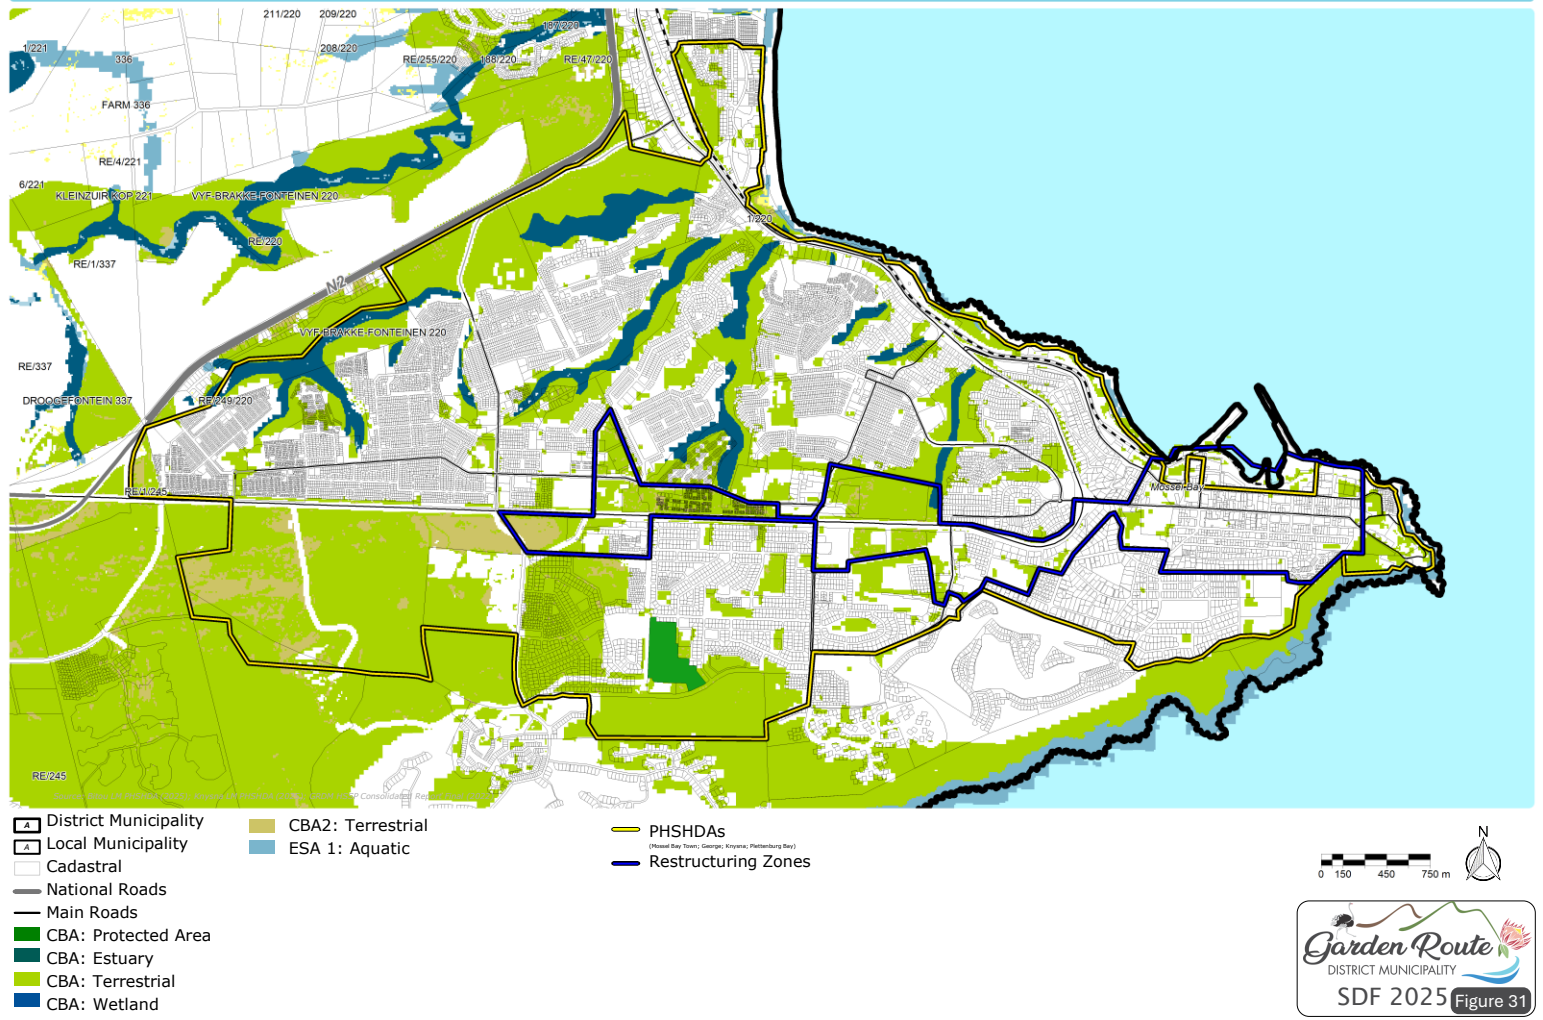 211/220 209/220
187/220
1/221
208/220
336
RE/255/220 188/220 RE/47/220
FARM 336
RE/4/221
6/221
KLEINZUIR KOP 221 VYF-BRAKKE-FONTEINEN 220
1/220
RE/220
RE/1/337
N2
VYF-BRAKKE-FONTEINEN 220
RE/337
DROOGEFONTEIN 337 RE/249/220
RE/1/245
Mossel Bay
RE/245
Consolidated
District Municipality
Local Municipality
Cadastral
National Roads
Main Roads
CBA: Protected Area
CBA: Estuary
CBA: Terrestrial
CBA: Wetland
CBA2: Terrestrial
ESA 1: Aquatic
PHSHDAs
(Mossel Bay Town; George; Knysna; Plettenburg Bay)
Restructuring Zones
N
0 150 450 750 m
Garden Route
DISTRICT MUNICIPALITY
SDF 2025 Figure 31